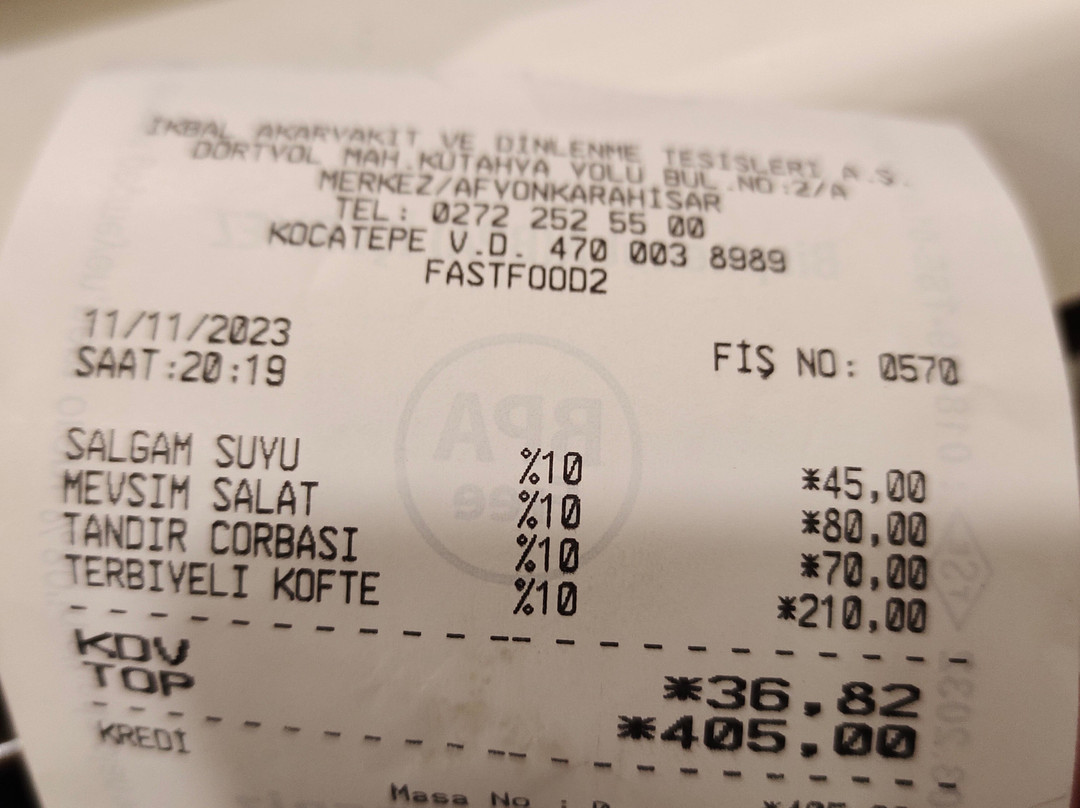 İKBAL AKARYAKIT VE DİNLENME TESİSLERİ A.Ş.
DÖRTYOL MAH.KÜTAHYA YOLU BUL.NO:2/A
MERKEZ/AFYONKARAHİSAR
TEL: 0272 252 55 00
KOCATEPE V.D. 470 003 8989
FASTFOOD2
11/11/2023
SAAT:20:19 FİŞ NO: 0570
SALGAM SUYU %10 *45,00
MEVSIM SALAT %10 *80,00
TANDIR CORBASI %10 *70,00
TERBIYELI KOFTE %10 *210,00
KDV *36,82
TOP *405,00
KREDİ
Masa No :
BPA
ee